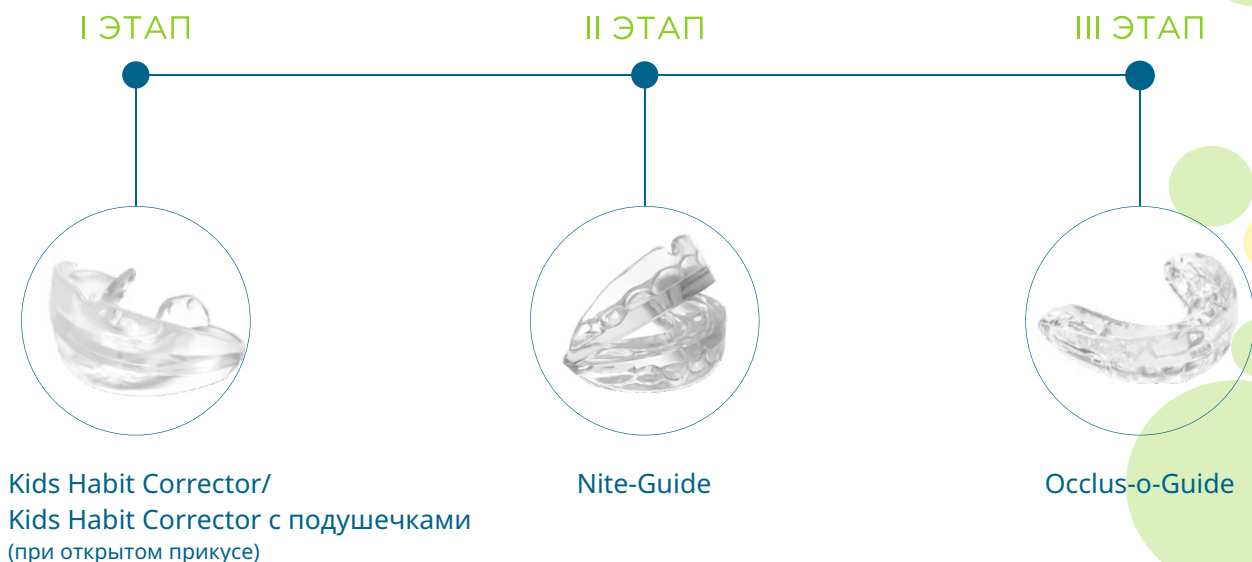 I ЭТАП
II ЭТАП
III ЭТАП
Kids Habit Corrector/
Kids Habit Corrector с подушечками
(при открытом прикусе)
Nite-Guide
Occlus-o-Guide